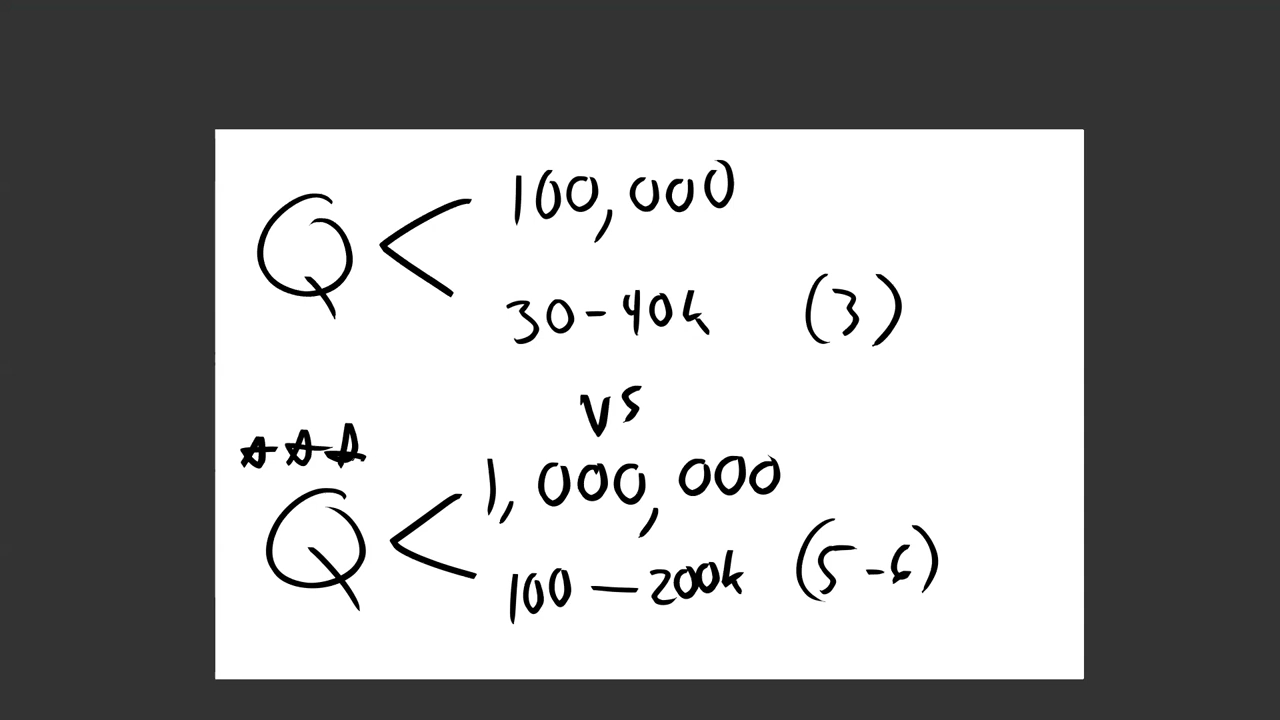 Q < 100,000
30-40k (3)
vs
☆☆☆
Q < 1,000,000
100-200k (5-6)